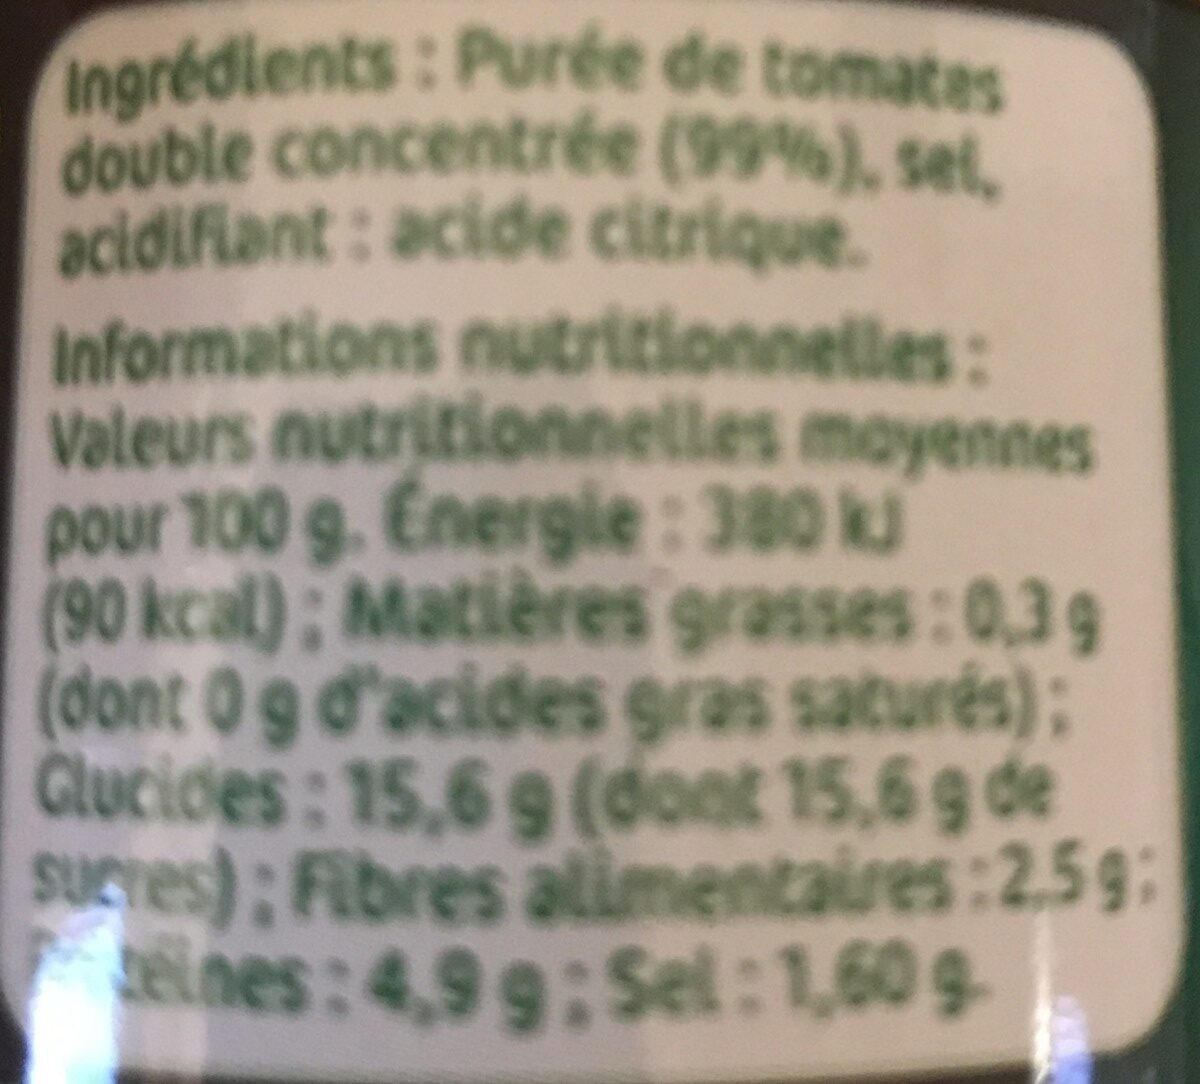 Ingrédients : Purée de tomates
double concentrée (99%), sel,
acidifiant : acide citrique.
Informations nutritionnelles :
Valeurs nutritionnelles moyennes
pour 100 g. Énergie : 380 kJ
(90 kcal) ; Matières grasses : 0,3 g
(dont 0 g d'acides gras saturés) ;
Glucides : 15,6 g (dont 15,6 g de
sucres) ; Fibres alimentaires : 2,5 g ;
Protéines : 4,9 g ; Sel : 1,60 g.